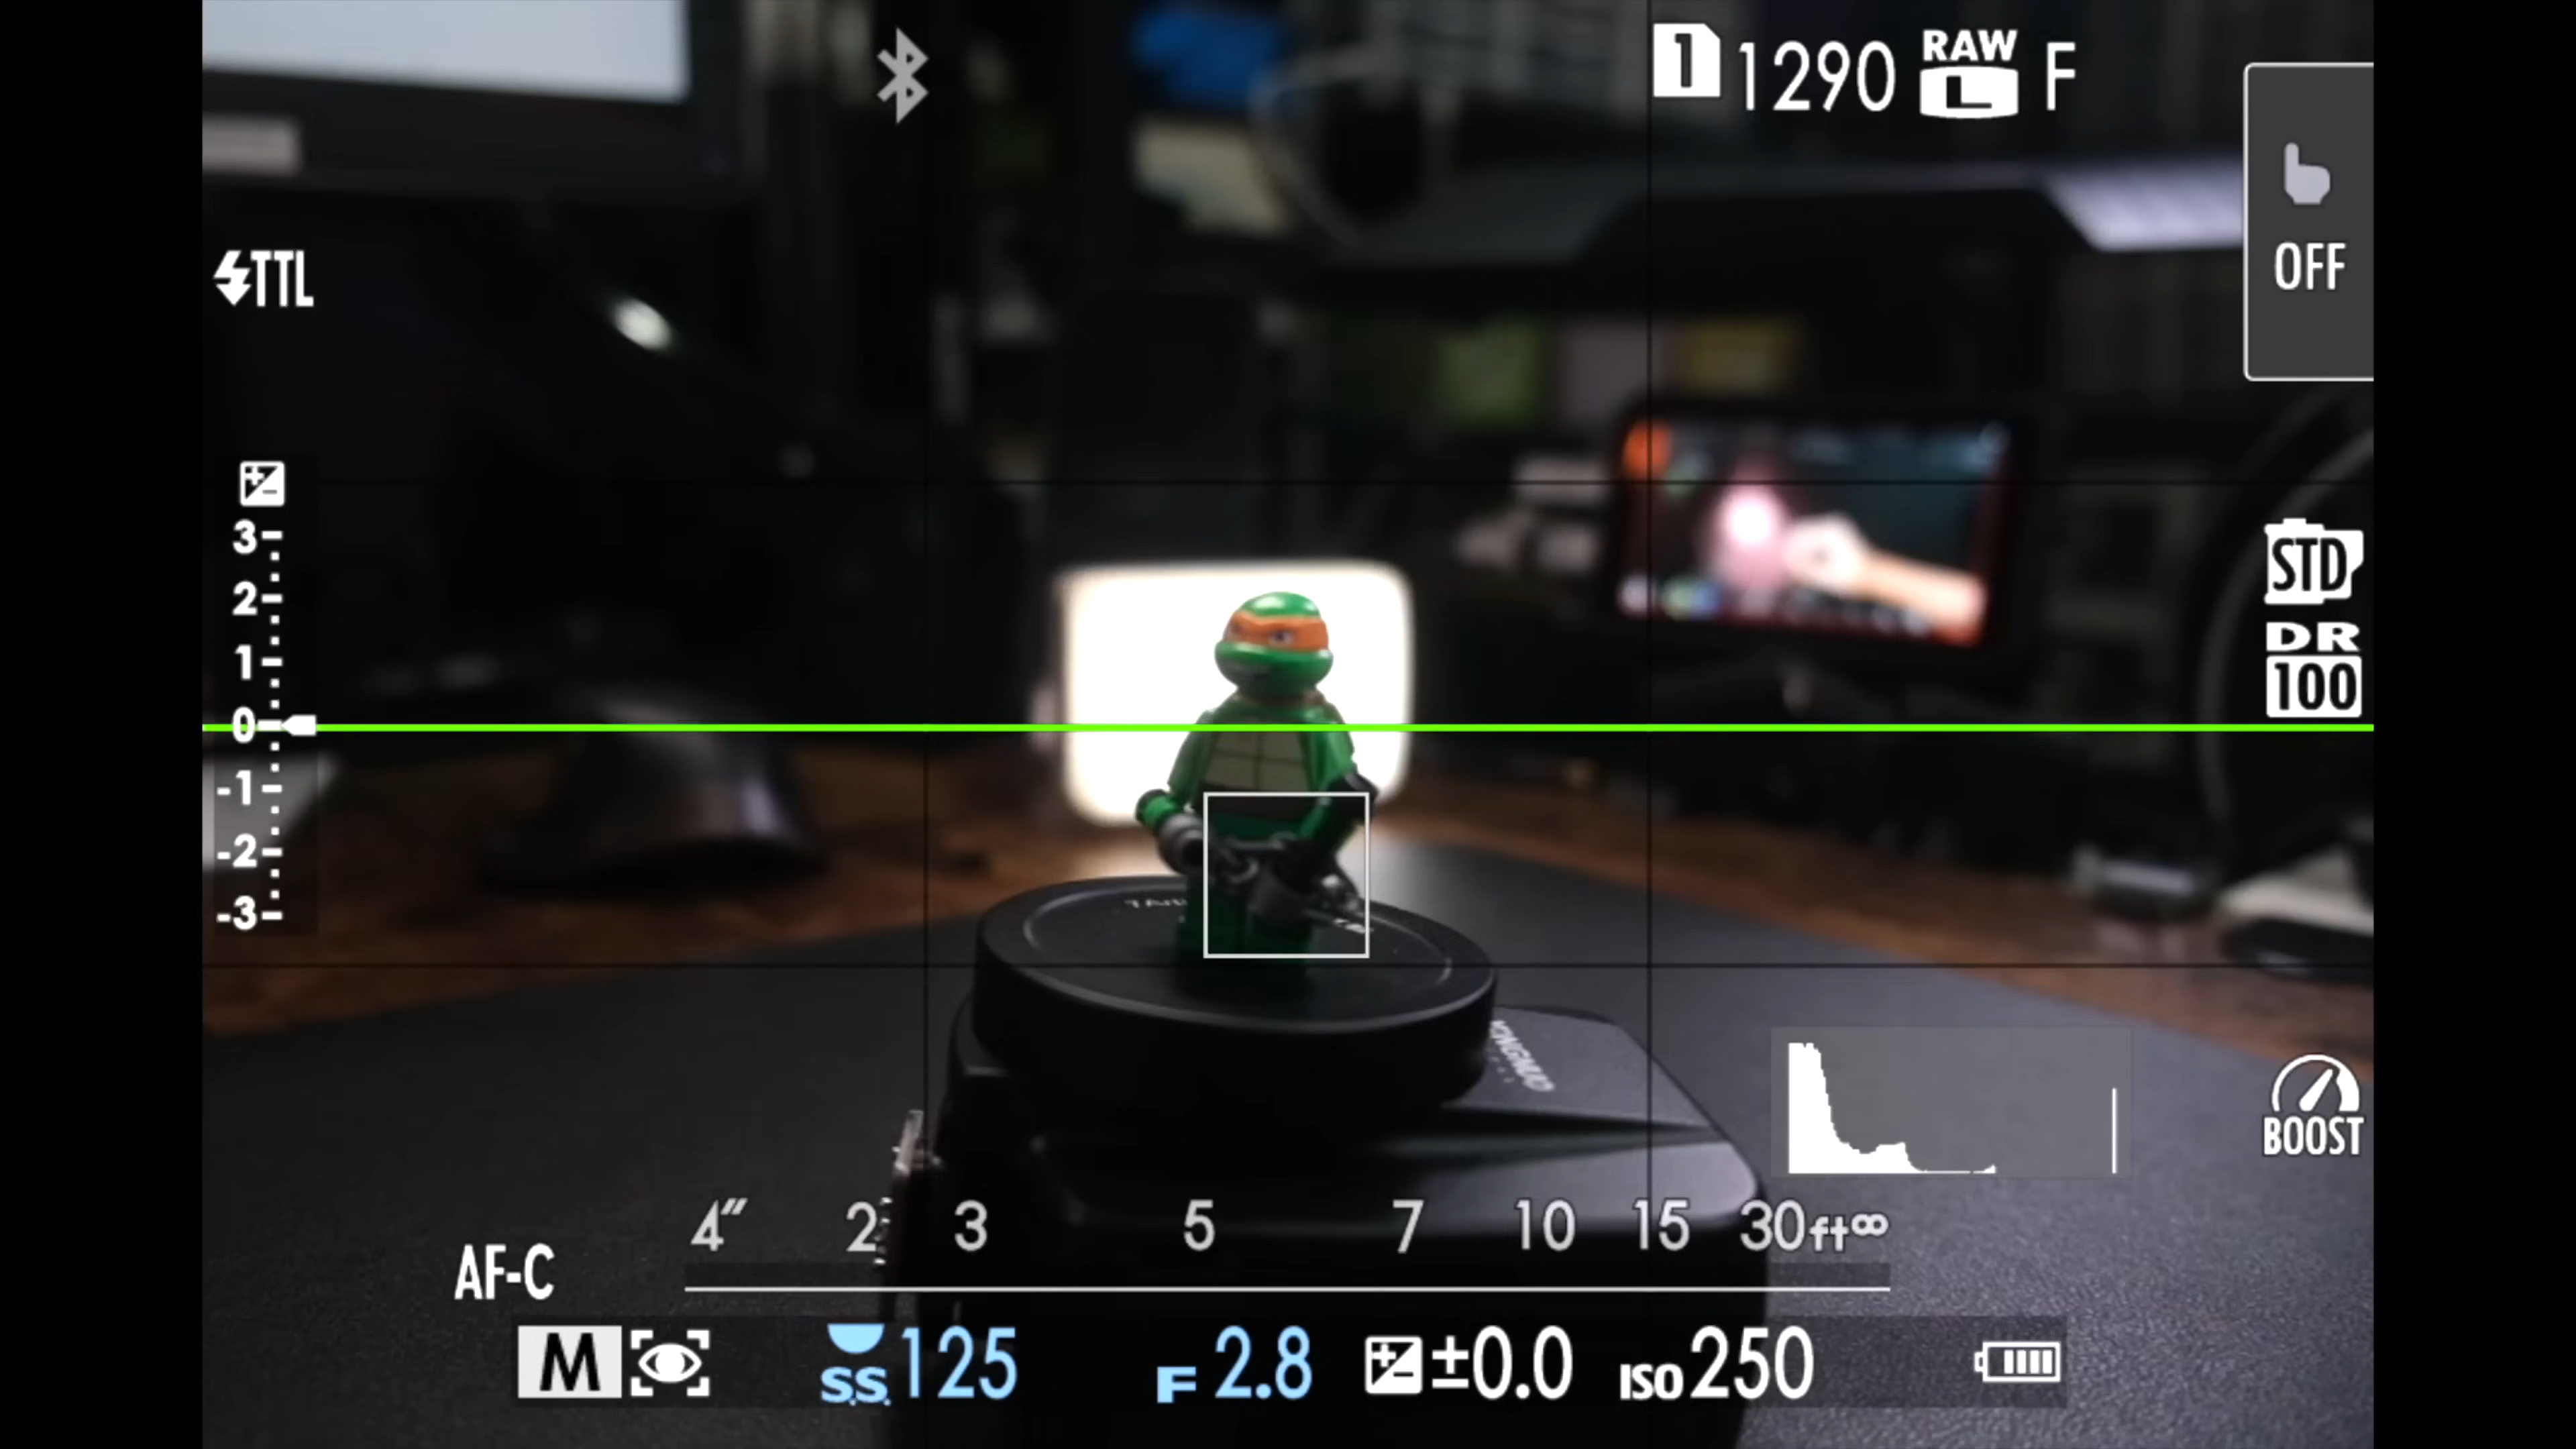 1 1290 RAW L F
TTL
OFF
3
2
1
0
-1
-2
-3
STD
DR
100
BOOST
4" 2 3 5 7 10 15 30ft∞
AF-C
M S.S. 125 F 2.8 ±0.0 ISO 250